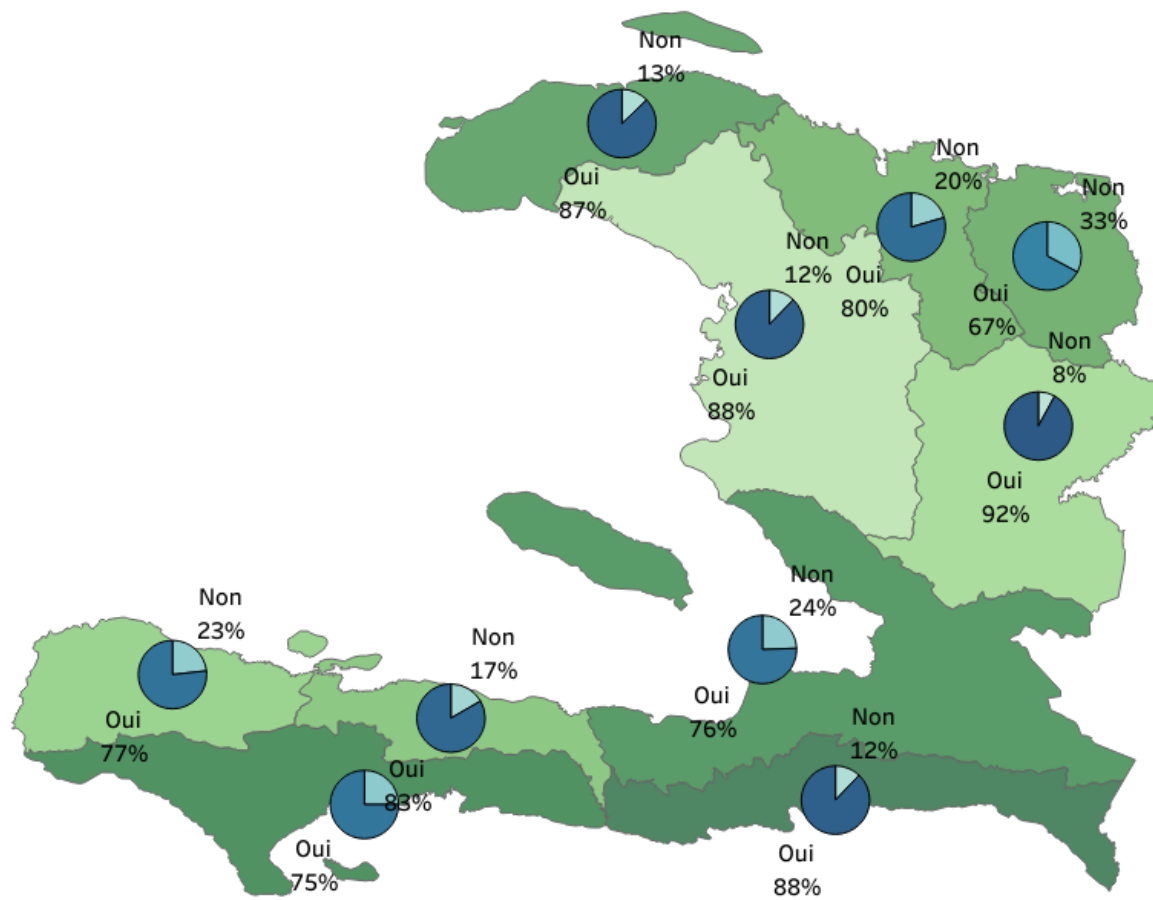 Non
13%
Oui
87%
Non
20%
Oui
80%
Non
33%
Oui
67%
Non
12%
Oui
88%
Non
8%
Oui
92%
Non
24%
Oui
76%
Non
23%
Oui
77%
Non
17%
Oui
83%
Oui
75%
Non
12%
Oui
88%